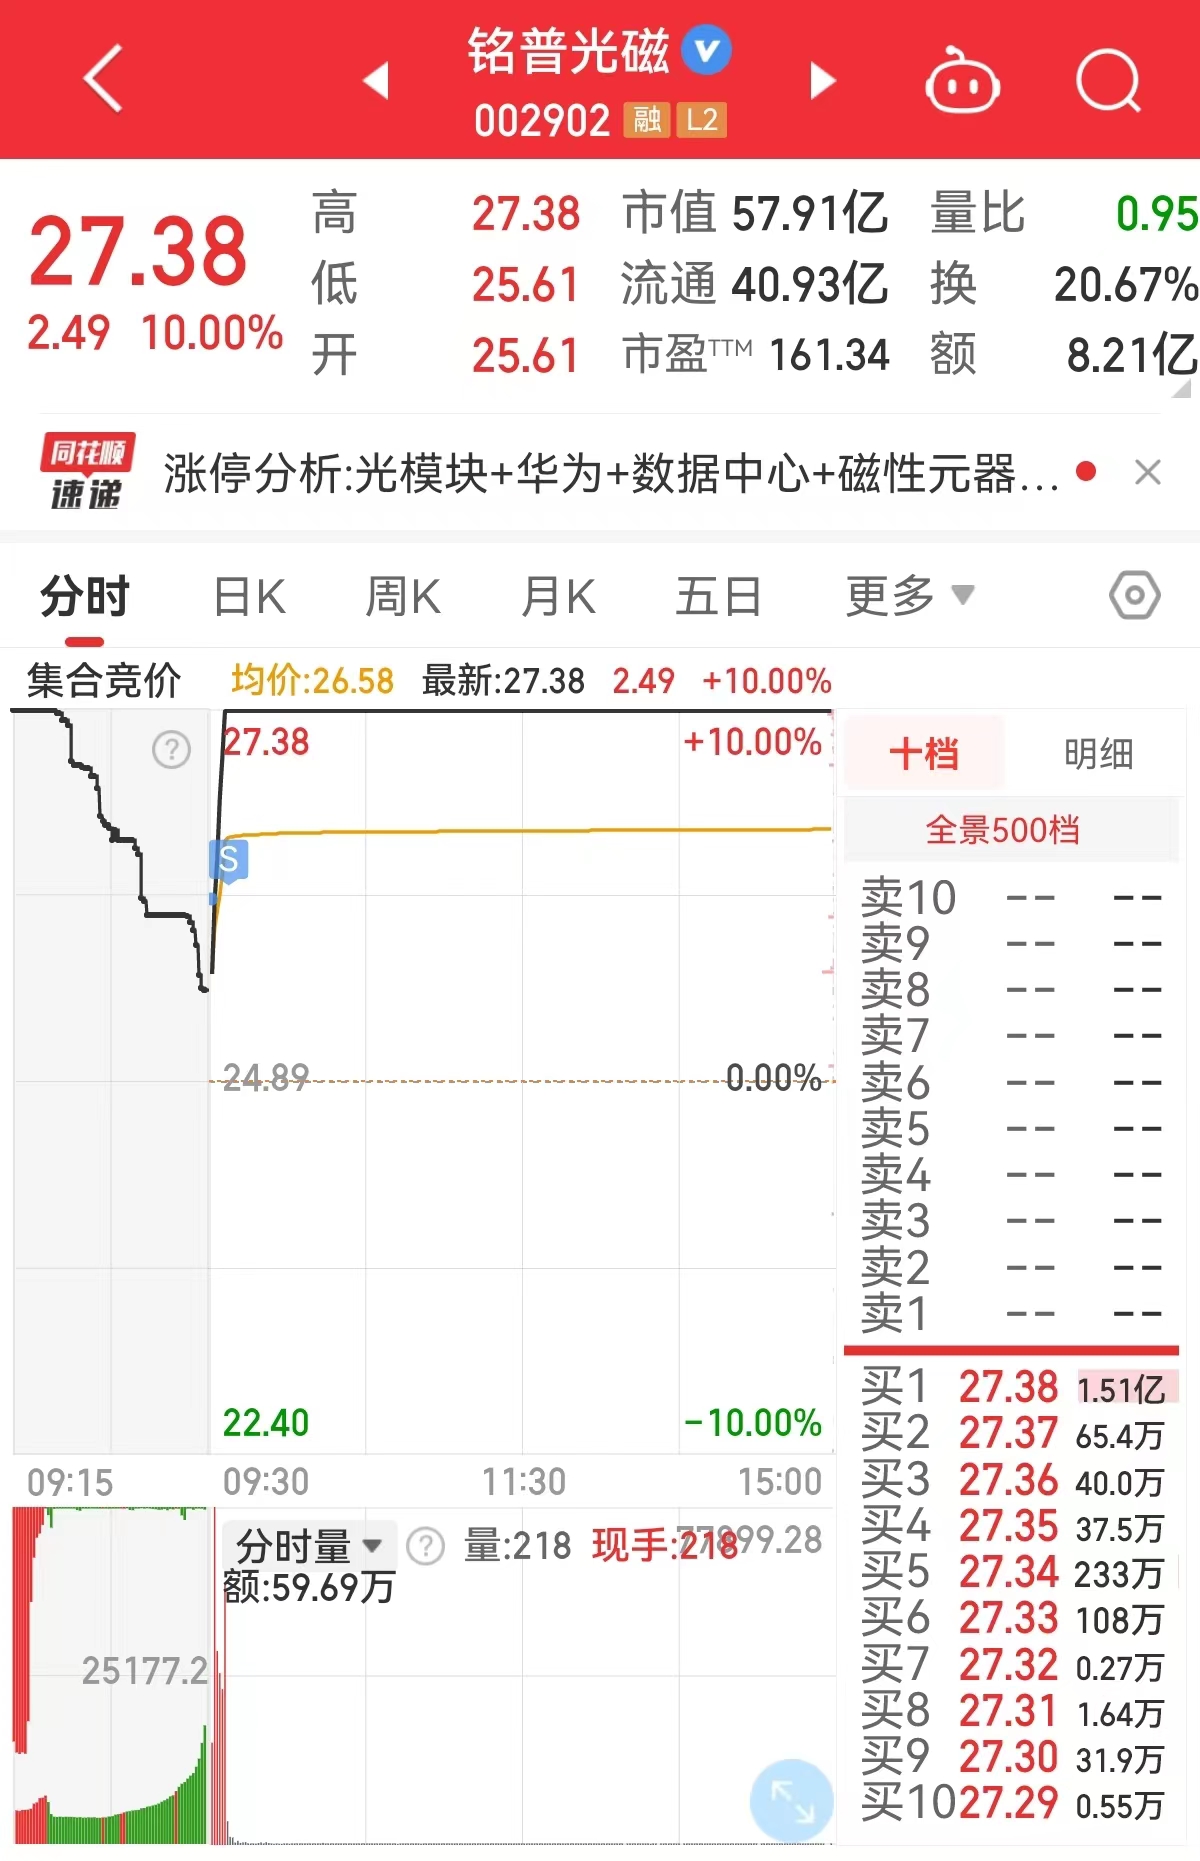 铭普光磁
002902 融 L2
27.38
2.49 10.00%
高 27.38 市值 57.91亿 量比 0.95
低 25.61 流通 40.93亿 换 20.67%
开 25.61 市盈TTM 161.34 额 8.21亿
同花顺
速递
涨停分析:光模块+华为+数据中心+磁性元器...
分时 日K 周K 月K 五日 更多
集合竞价 均价:26.58 最新:27.38 2.49 +10.00%
27.38 +10.00%
S
24.89 0.00%
22.40 -10.00%
09:15 09:30 11:30 15:00
分时量 ? 量:218 现手:218 77899.28
额:59.69万
25177.2
?
十档 明细
全景500档
卖10 -- --
卖9 -- --
卖8 -- --
卖7 -- --
卖6 -- --
卖5 -- --
卖4 -- --
卖3 -- --
卖2 -- --
卖1 -- --
买1 27.38 1.51亿
买2 27.37 65.4万
买3 27.36 40.0万
买4 27.35 37.5万
买5 27.34 233万
买6 27.33 108万
买7 27.32 0.27万
买8 27.31 1.64万
买9 27.30 31.9万
买10 27.29 0.55万